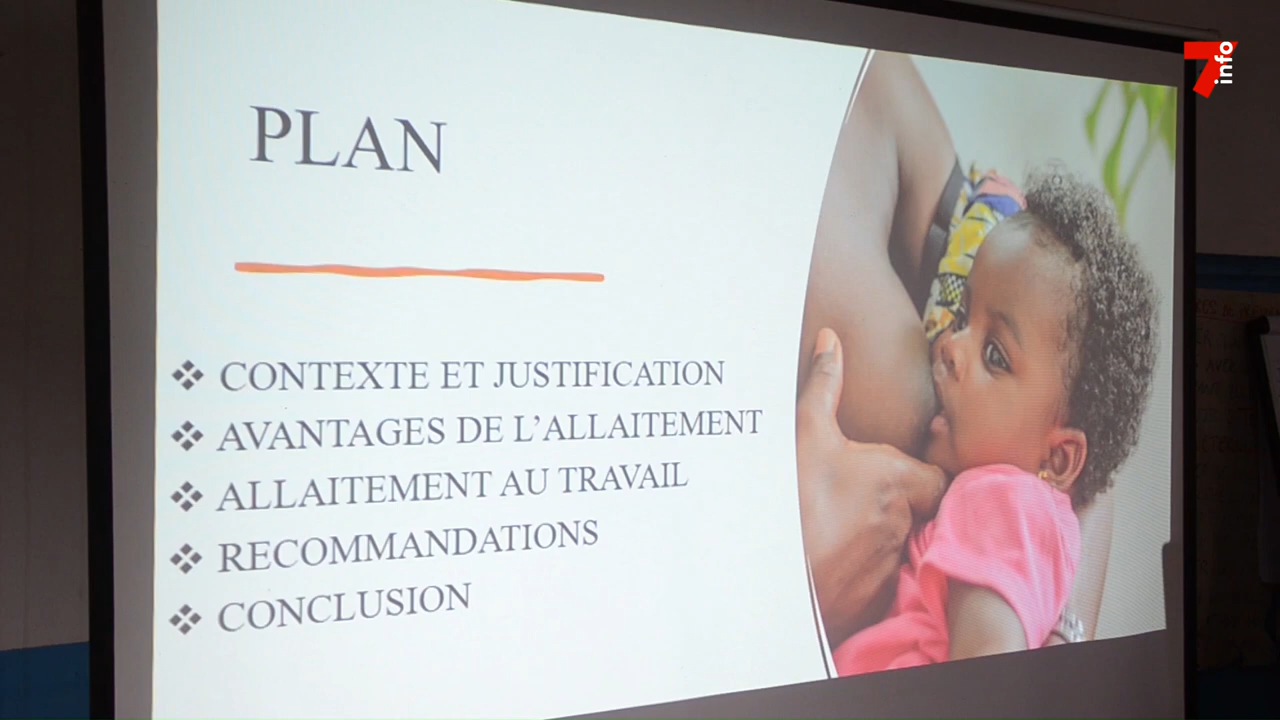 7info
PLAN
❖ CONTEXTE ET JUSTIFICATION
❖ AVANTAGES DE L’ALLAITEMENT
❖ ALLAITEMENT AU TRAVAIL
❖ RECOMMANDATIONS
❖ CONCLUSION